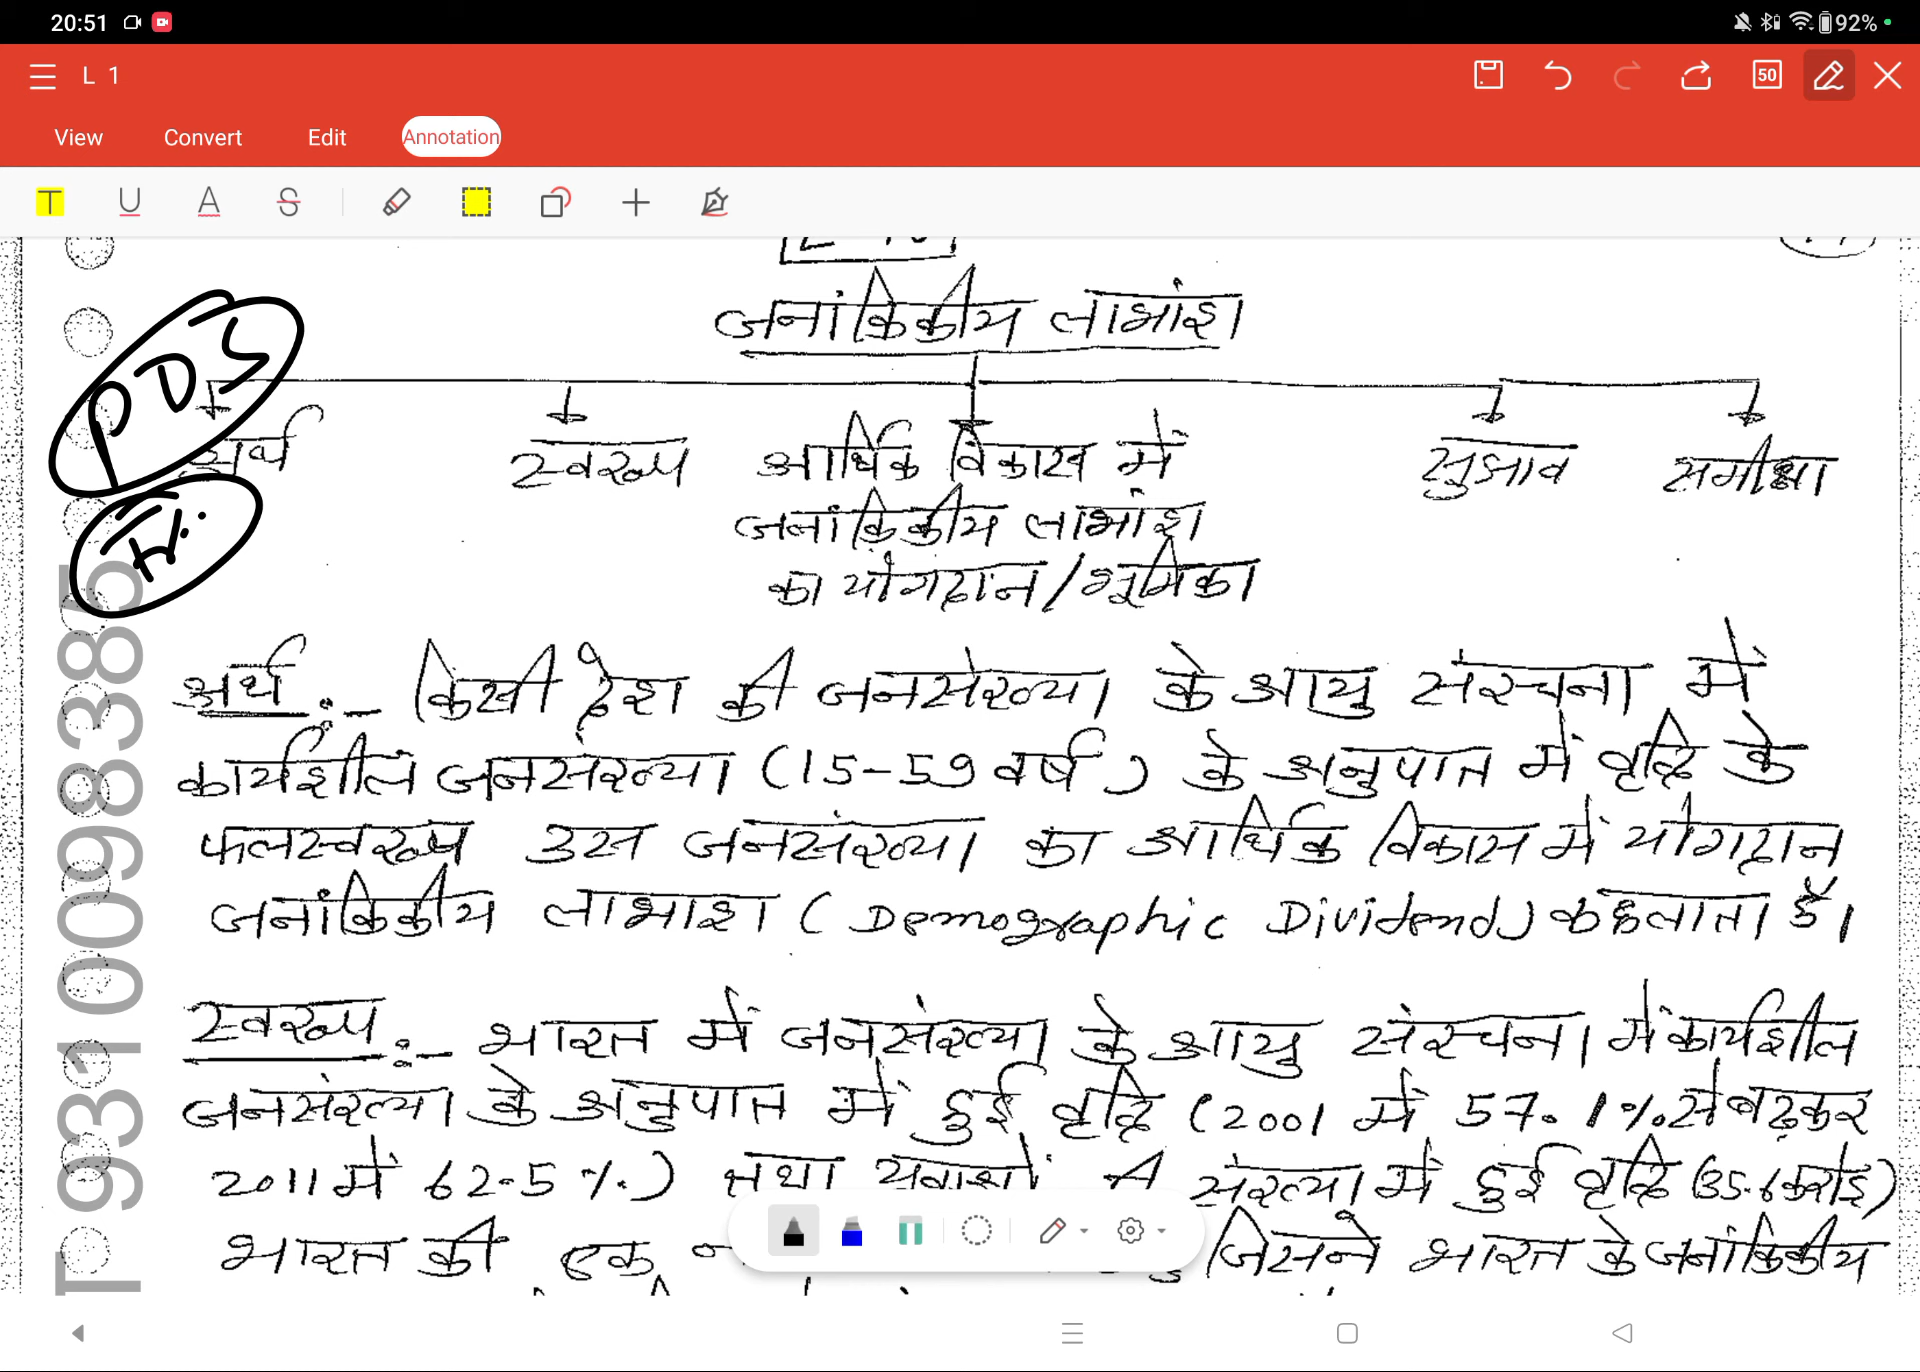 20:51
92%
L 1
50
View Convert Edit Annotation
T U A S
जनांकिकीय लाभांश
PDS
अर्थ स्वरूप आर्थिक विकास में सुझाव समीक्षा
जनांकिकीय लाभांश
का योगदान/भूमिका
अर्थ :- किसी देश की जनसंख्या के आयु संरचना में
कार्यशील जनसंख्या (15-59 वर्ष) के अनुपात में वृद्धि के
फलस्वरूप उस जनसंख्या का आर्थिक विकास में योगदान
जनांकिकीय लाभांश (Demographic Dividend) कहलाता है।
स्वरूप :- भारत में जनसंख्या के आयु संरचना में कार्यशील
जनसंख्या के अनुपात में हुई वृद्धि (2001 में 57.1% से बढ़कर
2011 में 62.5%) तथा युवाओं की संख्या में हुई वृद्धि (35.6 करोड़)
भारत की एक जिसने भारत के जनांकिकीय
9310098385